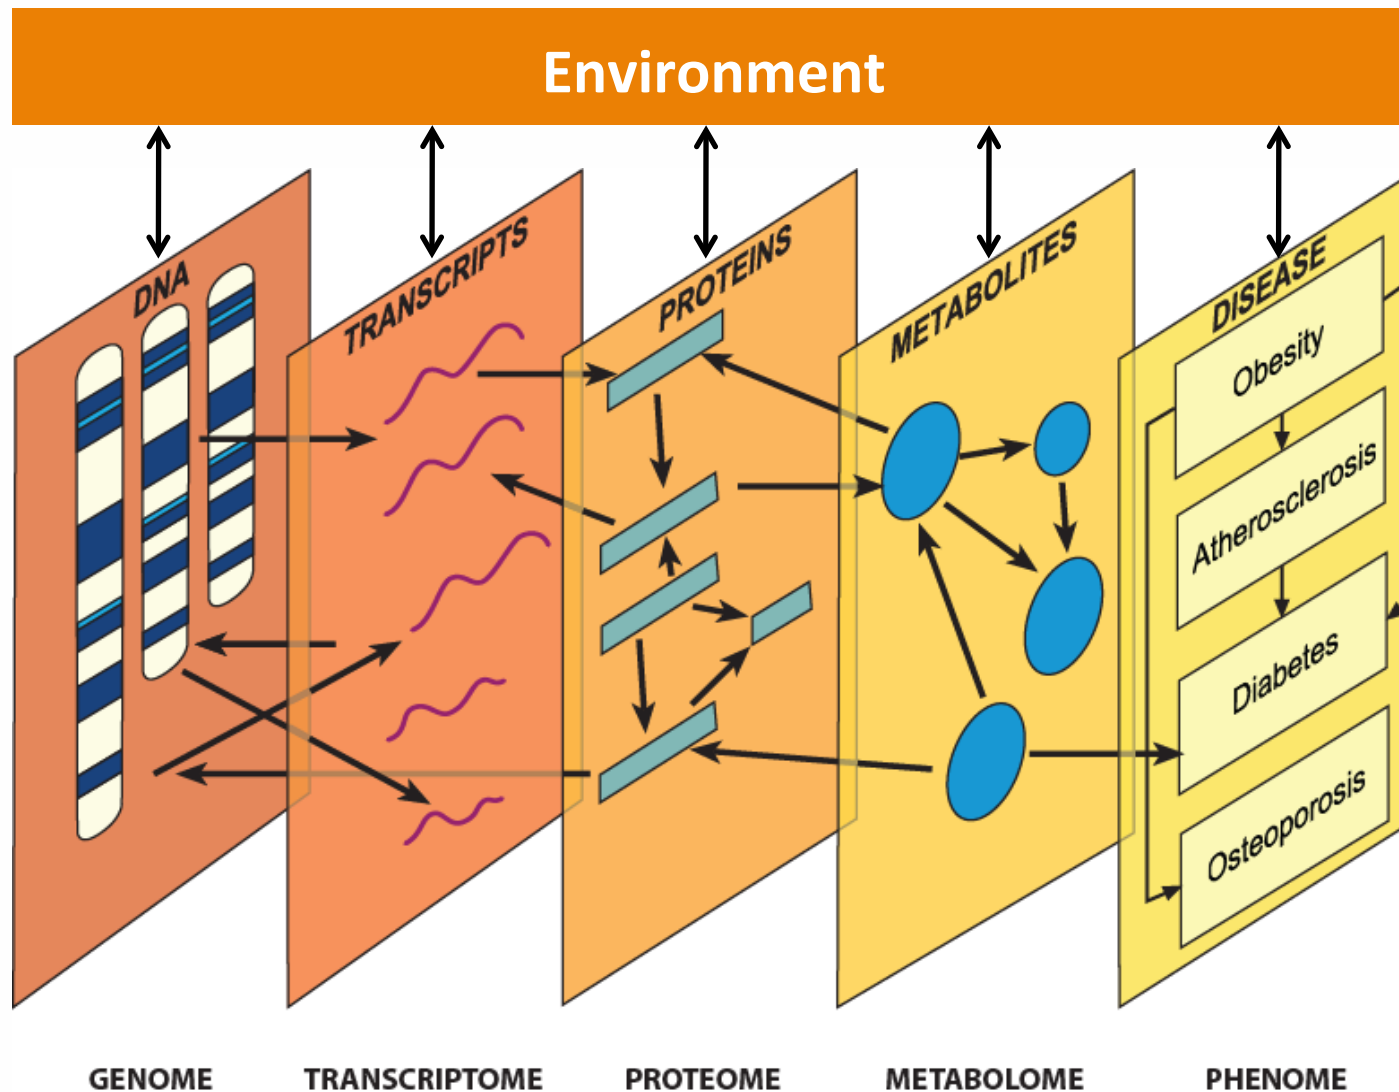 Environment
DNA
TRANSCRIPTS
PROTEINS
METABOLITES
DISEASE
Obesity
Atherosclerosis
Diabetes
Osteoporosis
GENOME
TRANSCRIPTOME
PROTEOME
METABOLOME
PHENOME